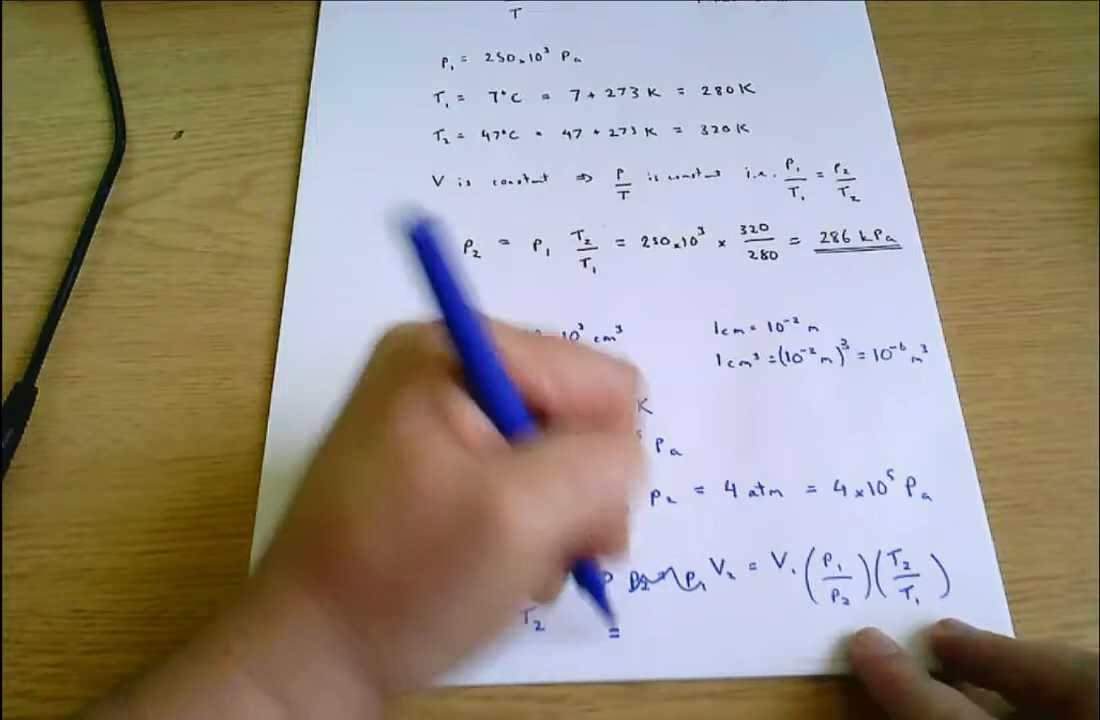 T
P₁ = 250×10³ Pa
T₁ = 7°C = 7 + 273 K = 280 K
T₂ = 47°C = 47 + 273 K = 320 K
V is constant ⇒ P/T is constant i.e. P₁/T₁ = P₂/T₂
P₂ = P₁ T₂/T₁ = 250×10³ × 320/280 = 286 kPa
10³ cm³
1cm = 10⁻² m
1cm³ = (10⁻² m)³ = 10⁻⁶ m³
K
Pa
P₂ = 4 atm = 4×10⁵ Pa
V₂ = V₁ (P₁/P₂)(T₂/T₁)
T₂
=